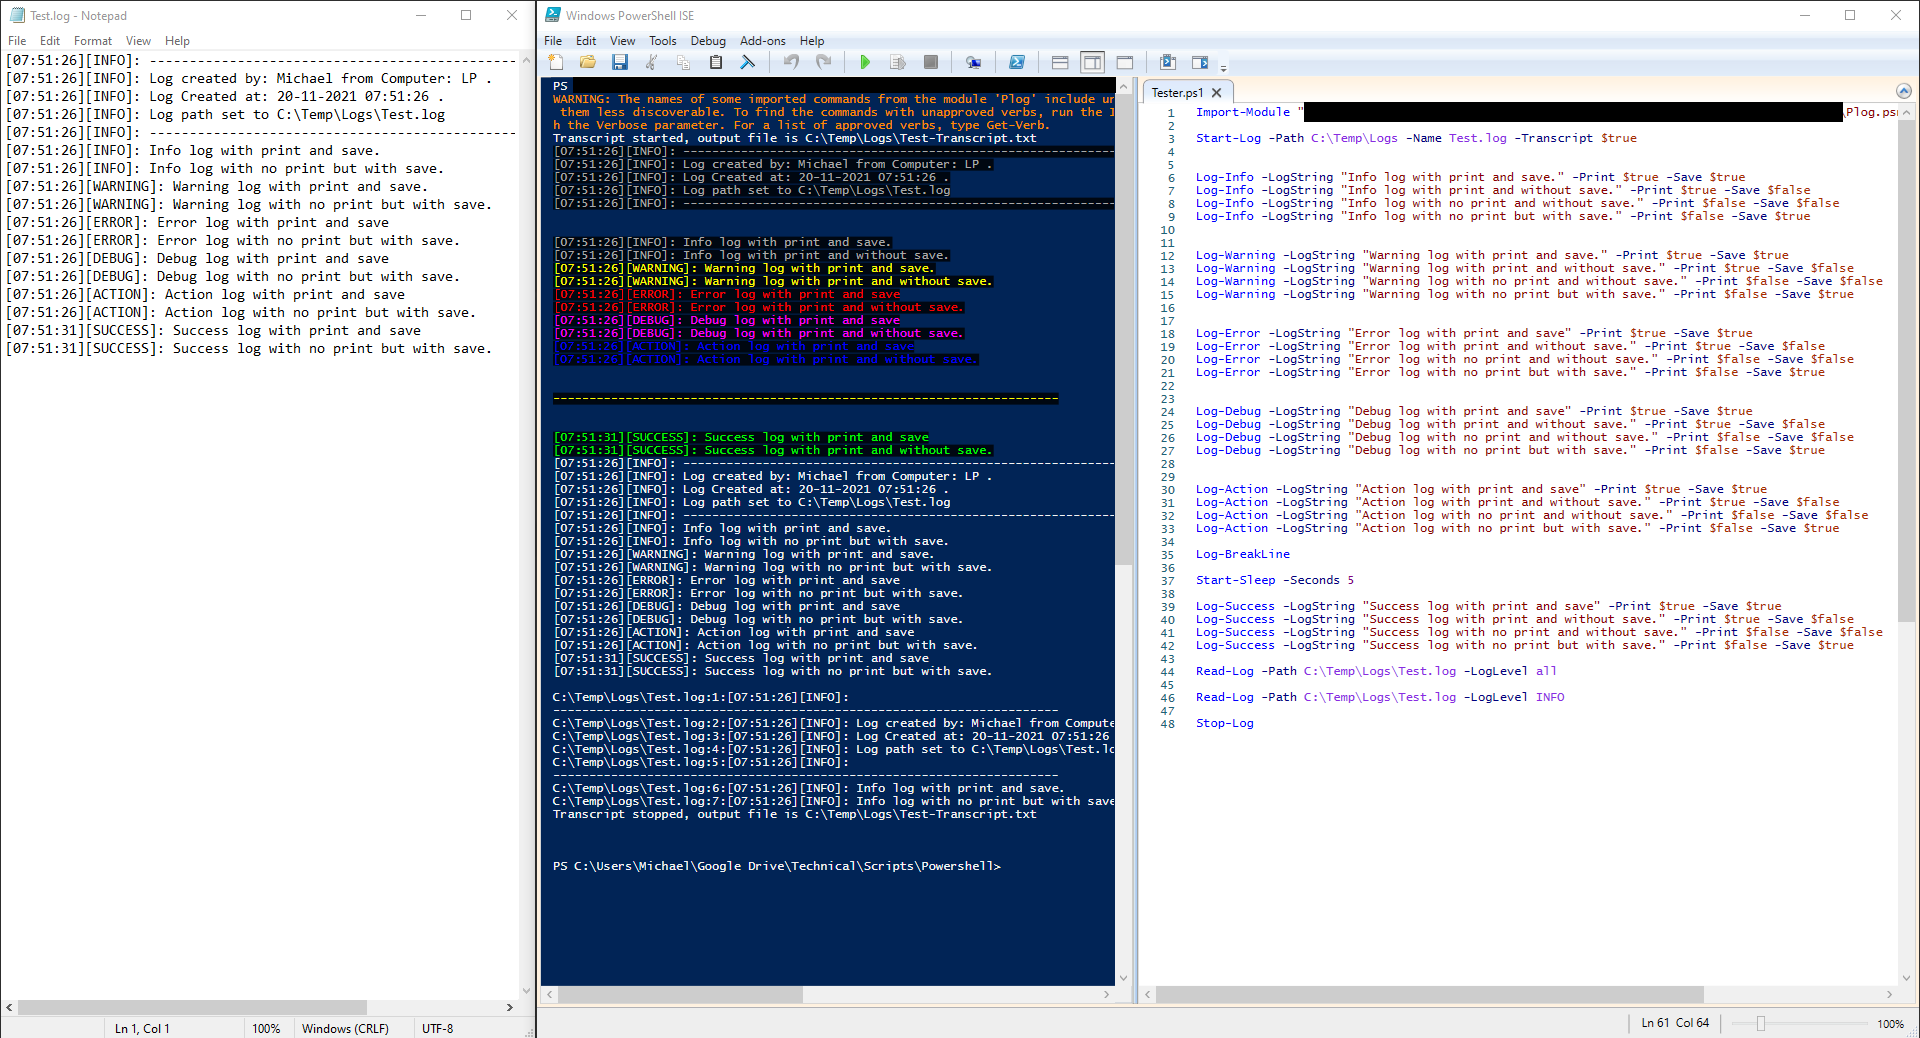 Test.log - Notepad
File Edit Format View Help
[07:51:26][INFO]: ----------------------------------------------
[07:51:26][INFO]: Log created by: Michael from Computer: LP .
[07:51:26][INFO]: Log Created at: 20-11-2021 07:51:26 .
[07:51:26][INFO]: Log path set to C:\Temp\Logs\Test.log
[07:51:26][INFO]: ----------------------------------------------
[07:51:26][INFO]: Info log with print and save.
[07:51:26][INFO]: Info log with no print but with save.
[07:51:26][WARNING]: Warning log with print and save.
[07:51:26][WARNING]: Warning log with no print but with save.
[07:51:26][ERROR]: Error log with print and save
[07:51:26][ERROR]: Error log with no print but with save.
[07:51:26][DEBUG]: Debug log with print and save
[07:51:26][DEBUG]: Debug log with no print but with save.
[07:51:26][ACTION]: Action log with print and save
[07:51:26][ACTION]: Action log with no print but with save.
[07:51:31][SUCCESS]: Success log with print and save
[07:51:31][SUCCESS]: Success log with no print but with save.
Ln 1, Col 1 100% Windows (CRLF) UTF-8
Windows PowerShell ISE
File Edit View Tools Debug Add-ons Help
PS
WARNING: The names of some imported commands from the module 'Plog' include un
them less discoverable. To find the commands with unapproved verbs, run the I
h the Verbose parameter. For a list of approved verbs, type Get-Verb.
Transcript started, output file is C:\Temp\Logs\Test-Transcript.txt
[07:51:26][INFO]: ------------------------------------------------------------
[07:51:26][INFO]: Log created by: Michael from Computer: LP .
[07:51:26][INFO]: Log Created at: 20-11-2021 07:51:26 .
[07:51:26][INFO]: Log path set to C:\Temp\Logs\Test.log
[07:51:26][INFO]: ------------------------------------------------------------
[07:51:26][INFO]: Info log with print and save.
[07:51:26][INFO]: Info log with print and without save.
[07:51:26][WARNING]: Warning log with print and save.
[07:51:26][WARNING]: Warning log with print and without save.
[07:51:26][ERROR]: Error log with print and save
[07:51:26][ERROR]: Error log with print and without save.
[07:51:26][DEBUG]: Debug log with print and save
[07:51:26][DEBUG]: Debug log with print and without save.
[07:51:26][ACTION]: Action log with print and save
[07:51:26][ACTION]: Action log with print and without save.
----------------------------------------------------------------------
[07:51:31][SUCCESS]: Success log with print and save
[07:51:31][SUCCESS]: Success log with print and without save.
[07:51:26][INFO]: ------------------------------------------------------------
[07:51:26][INFO]: Log created by: Michael from Computer: LP .
[07:51:26][INFO]: Log Created at: 20-11-2021 07:51:26 .
[07:51:26][INFO]: Log path set to C:\Temp\Logs\Test.log
[07:51:26][INFO]: ------------------------------------------------------------
[07:51:26][INFO]: Info log with print and save.
[07:51:26][INFO]: Info log with no print but with save.
[07:51:26][WARNING]: Warning log with print and save.
[07:51:26][WARNING]: Warning log with no print but with save.
[07:51:26][ERROR]: Error log with print and save
[07:51:26][ERROR]: Error log with no print but with save.
[07:51:26][DEBUG]: Debug log with print and save
[07:51:26][DEBUG]: Debug log with no print but with save.
[07:51:26][ACTION]: Action log with print and save
[07:51:26][ACTION]: Action log with no print but with save.
[07:51:31][SUCCESS]: Success log with print and save
[07:51:31][SUCCESS]: Success log with no print but with save.
C:\Temp\Logs\Test.log:1:[07:51:26][INFO]:
----------------------------------------------------------------------
C:\Temp\Logs\Test.log:2:[07:51:26][INFO]: Log created by: Michael from Compute
C:\Temp\Logs\Test.log:3:[07:51:26][INFO]: Log Created at: 20-11-2021 07:51:26
C:\Temp\Logs\Test.log:4:[07:51:26][INFO]: Log path set to C:\Temp\Logs\Test.lo
C:\Temp\Logs\Test.log:5:[07:51:26][INFO]:
----------------------------------------------------------------------
C:\Temp\Logs\Test.log:6:[07:51:26][INFO]: Info log with print and save.
C:\Temp\Logs\Test.log:7:[07:51:26][INFO]: Info log with no print but with save
Transcript stopped, output file is C:\Temp\Logs\Test-Transcript.txt
PS C:\Users\Michael\Google Drive\Technical\Scripts\Powershell>
Tester.ps1
1 Import-Module " \Plog.psm
2
3 Start-Log -Path C:\Temp\Logs -Name Test.log -Transcript $true
4
5
6 Log-Info -LogString "Info log with print and save." -Print $true -Save $true
7 Log-Info -LogString "Info log with print and without save." -Print $true -Save $false
8 Log-Info -LogString "Info log with no print and without save." -Print $false -Save $false
9 Log-Info -LogString "Info log with no print but with save." -Print $false -Save $true
10
11
12 Log-Warning -LogString "Warning log with print and save." -Print $true -Save $true
13 Log-Warning -LogString "Warning log with print and without save." -Print $true -Save $false
14 Log-Warning -LogString "Warning log with no print and without save." -Print $false -Save $false
15 Log-Warning -LogString "Warning log with no print but with save." -Print $false -Save $true
16
17
18 Log-Error -LogString "Error log with print and save" -Print $true -Save $true
19 Log-Error -LogString "Error log with print and without save." -Print $true -Save $false
20 Log-Error -LogString "Error log with no print and without save." -Print $false -Save $false
21 Log-Error -LogString "Error log with no print but with save." -Print $false -Save $true
22
23
24 Log-Debug -LogString "Debug log with print and save" -Print $true -Save $true
25 Log-Debug -LogString "Debug log with print and without save." -Print $true -Save $false
26 Log-Debug -LogString "Debug log with no print and without save." -Print $false -Save $false
27 Log-Debug -LogString "Debug log with no print but with save." -Print $false -Save $true
28
29
30 Log-Action -LogString "Action log with print and save" -Print $true -Save $true
31 Log-Action -LogString "Action log with print and without save." -Print $true -Save $false
32 Log-Action -LogString "Action log with no print and without save." -Print $false -Save $false
33 Log-Action -LogString "Action log with no print but with save." -Print $false -Save $true
34
35 Log-BreakLine
36
37 Start-Sleep -Seconds 5
38
39 Log-Success -LogString "Success log with print and save" -Print $true -Save $true
40 Log-Success -LogString "Success log with print and without save." -Print $true -Save $false
41 Log-Success -LogString "Success log with no print and without save." -Print $false -Save $false
42 Log-Success -LogString "Success log with no print but with save." -Print $false -Save $true
43
44 Read-Log -Path C:\Temp\Logs\Test.log -LogLevel all
45
46 Read-Log -Path C:\Temp\Logs\Test.log -LogLevel INFO
47
48 Stop-Log
Ln 61 Col 64 100%